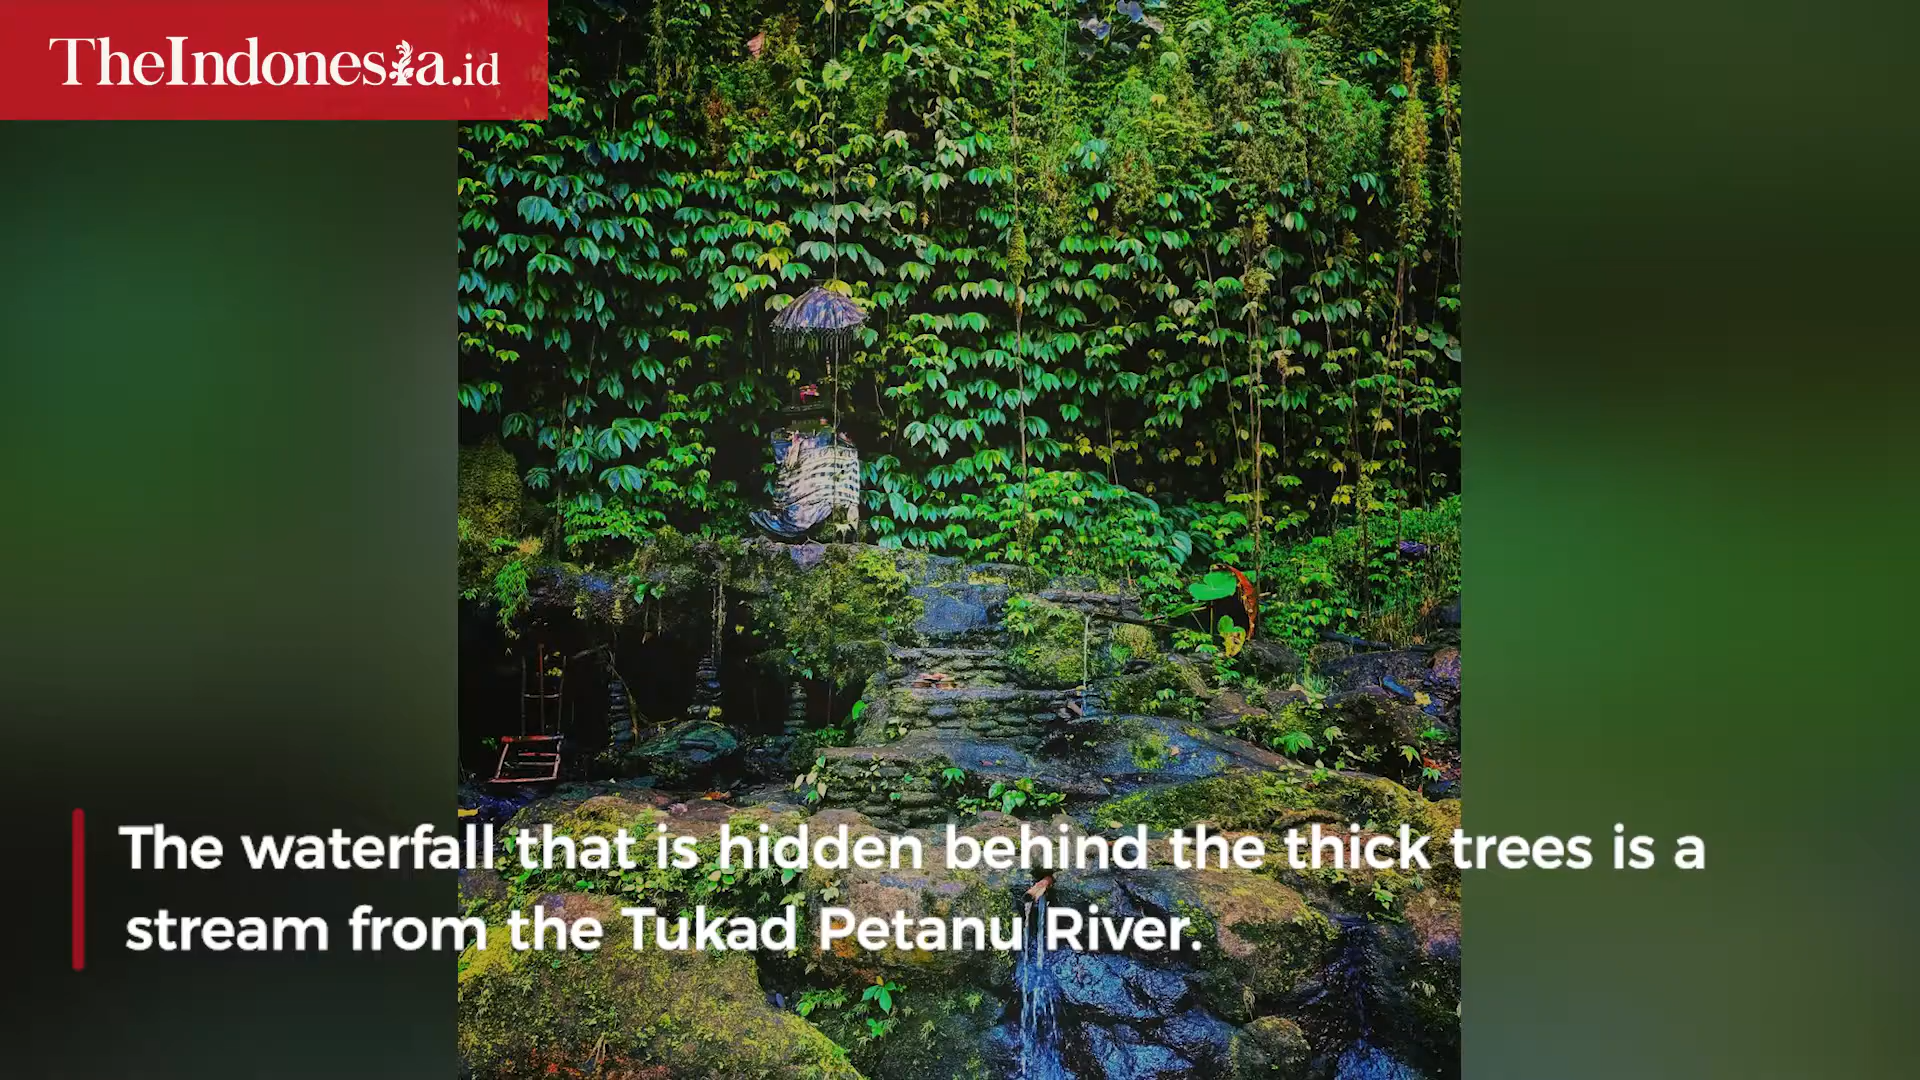 TheIndonesia.id
The waterfall that is hidden behind the thick trees is a
stream from the Tukad Petanu River.